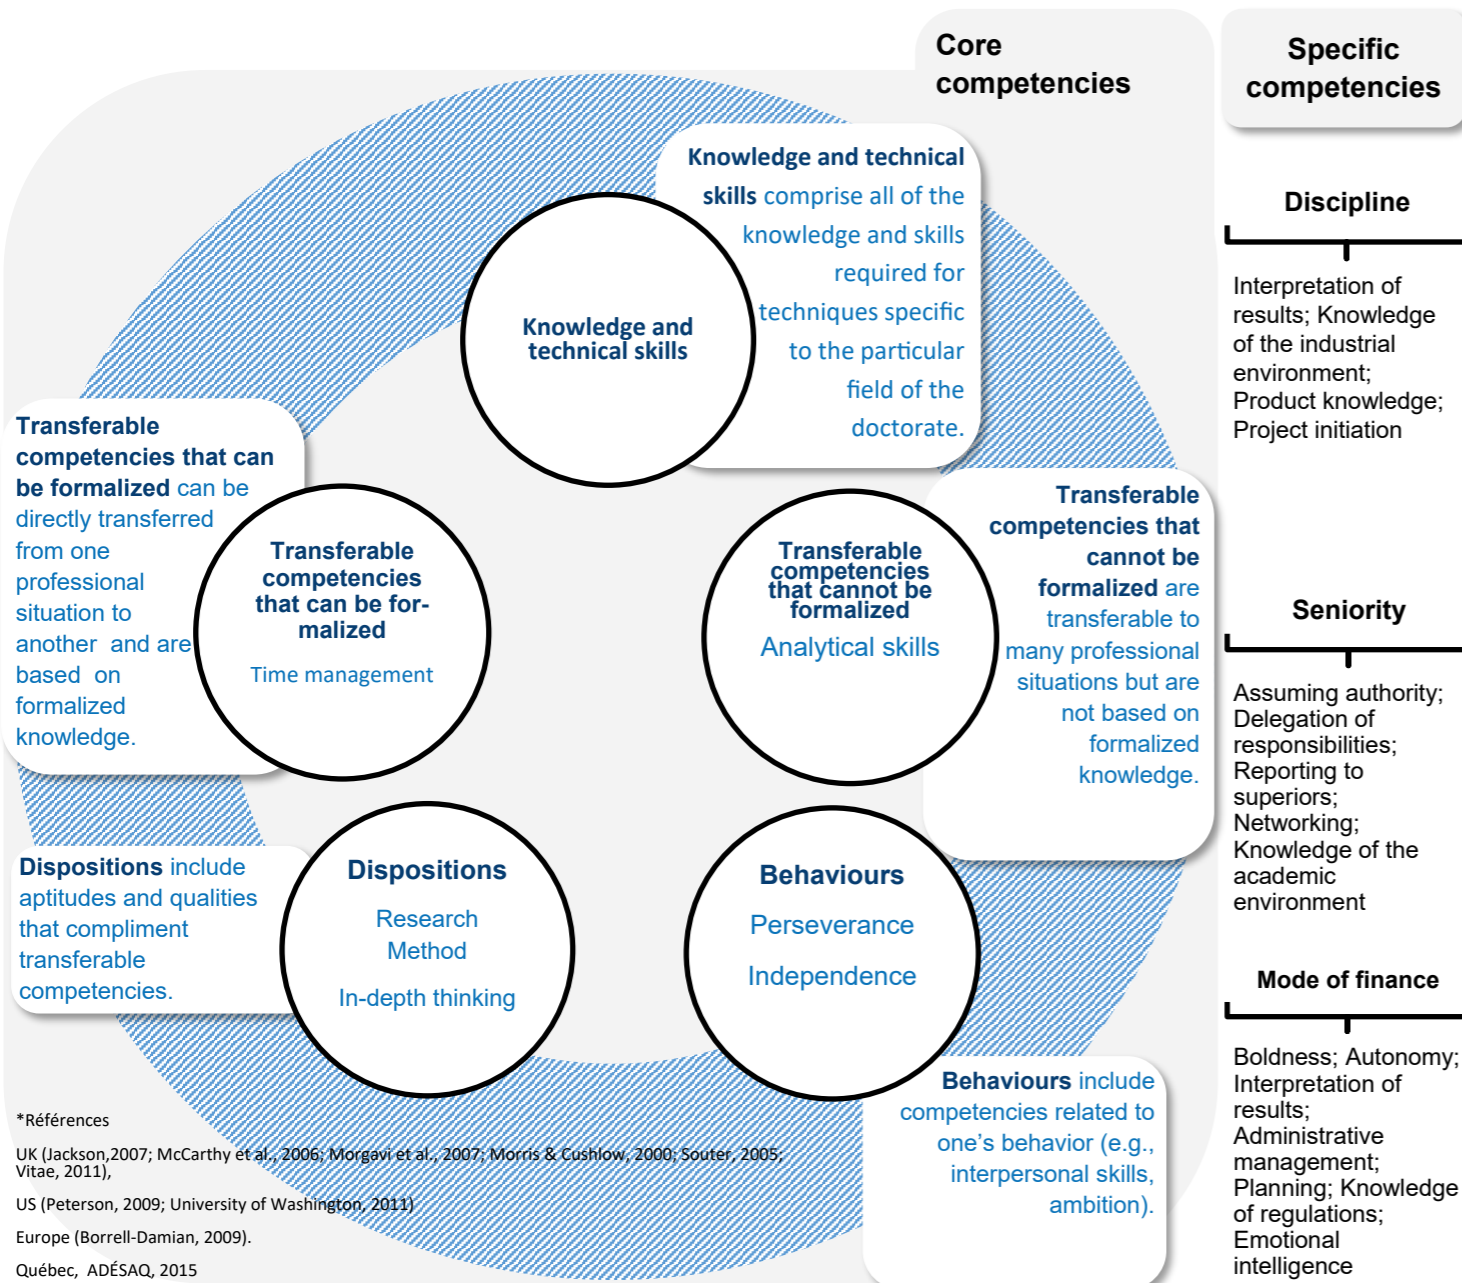 Core
competencies
Specific
competencies
Knowledge and technical
skills comprise all of the
knowledge and skills
required for
techniques specific
to the particular
field of the
doctorate.
Knowledge and
technical skills
Transferable
competencies that can
be formalized can be
directly transferred
from one
professional
situation to
another and are
based on
formalized
knowledge.
Transferable
competencies
that can be for-
malized
Time management
Transferable
competencies
that cannot be
formalized
Analytical skills
Transferable
competencies that
cannot be
formalized are
transferable to
many professional
situations but are
not based on
formalized
knowledge.
Dispositions include
aptitudes and qualities
that compliment
transferable
competencies.
Dispositions
Research
Method
In-depth thinking
Behaviours
Perseverance
Independence
Behaviours include
competencies related to
one's behavior (e.g.,
interpersonal skills,
ambition).
Discipline
Interpretation of
results; Knowledge
of the industrial
environment;
Product knowledge;
Project initiation
Seniority
Assuming authority;
Delegation of
responsibilities;
Reporting to
superiors;
Networking;
Knowledge of the
academic
environment
Mode of finance
Boldness; Autonomy;
Interpretation of
results;
Administrative
management;
Planning; Knowledge
of regulations;
Emotional
intelligence
*Références
UK (Jackson,2007; McCarthy et al., 2006; Morgavi et al., 2007; Morris & Cushlow, 2000; Souter, 2005;
Vitae, 2011),
US (Peterson, 2009; University of Washington, 2011)
Europe (Borrell-Damian, 2009).
Québec, ADÉSAQ, 2015